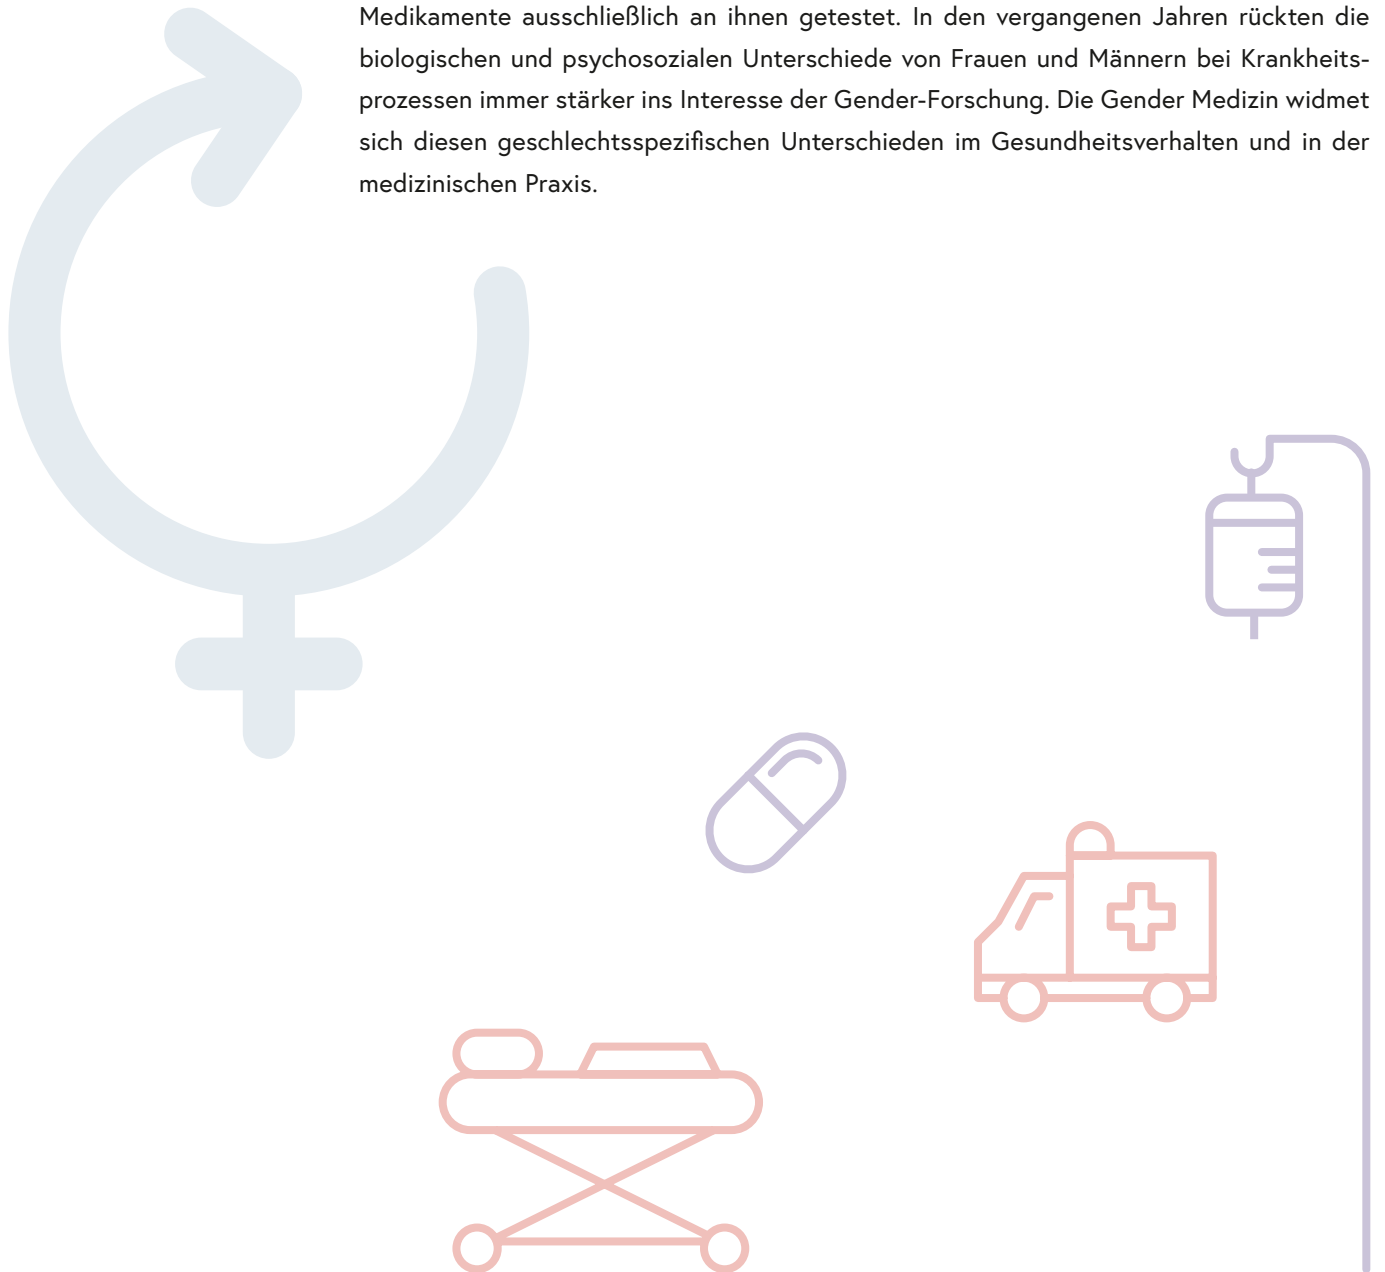 Medikamente ausschließlich an ihnen getestet. In den vergangenen Jahren rückten die
biologischen und psychosozialen Unterschiede von Frauen und Männern bei Krankheits-
prozessen immer stärker ins Interesse der Gender-Forschung. Die Gender Medizin widmet
sich diesen geschlechtsspezifischen Unterschieden im Gesundheitsverhalten und in der
medizinischen Praxis.